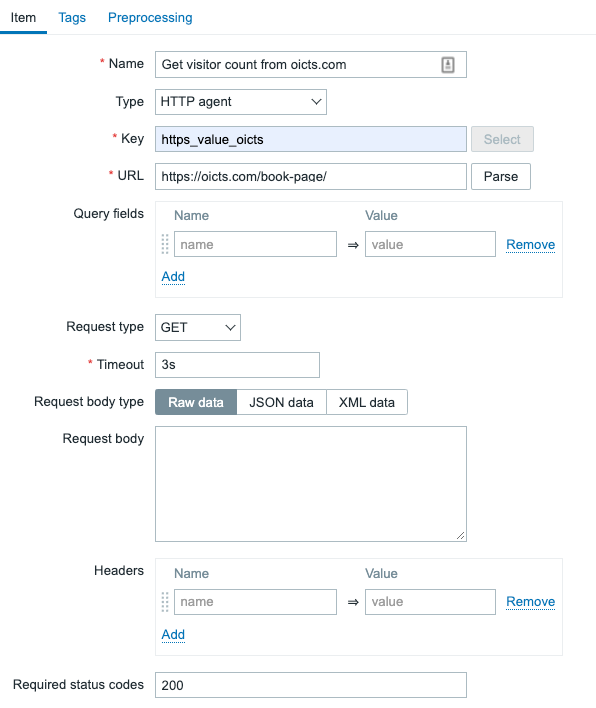 Item Tags Preprocessing
* Name Get visitor count from oicts.com
Type HTTP agent
* Key https_value_oicts Select
* URL https://oicts.com/book-page/ Parse
Query fields Name Value
name ⇒ value Remove
Add
Request type GET
* Timeout 3s
Request body type Raw data JSON data XML data
Request body
Headers Name Value
name ⇒ value Remove
Add
Required status codes 200